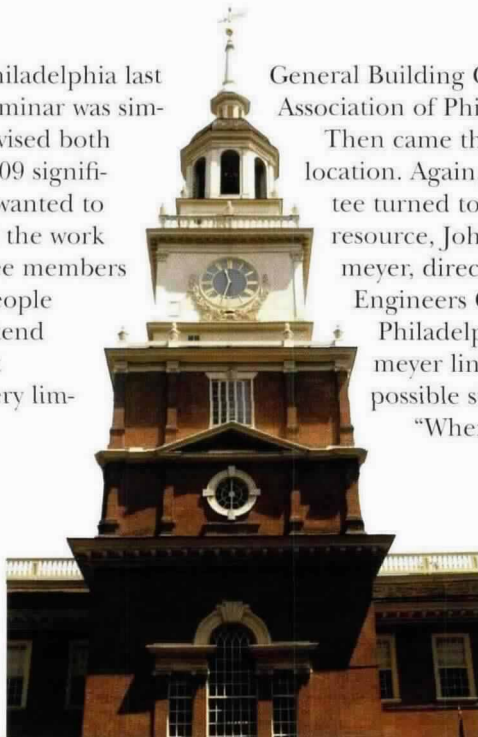 hiladelphia last
minar was sim-
vised both
09 signifi-
wanted to
the work
ee members
eople
tend
ery lim-
General Building
Association of Phi
Then came th
location. Again
tee turned to
resource, Joh
meyer, direc
Engineers
Philadelp
meyer lin
possible s
“Whe